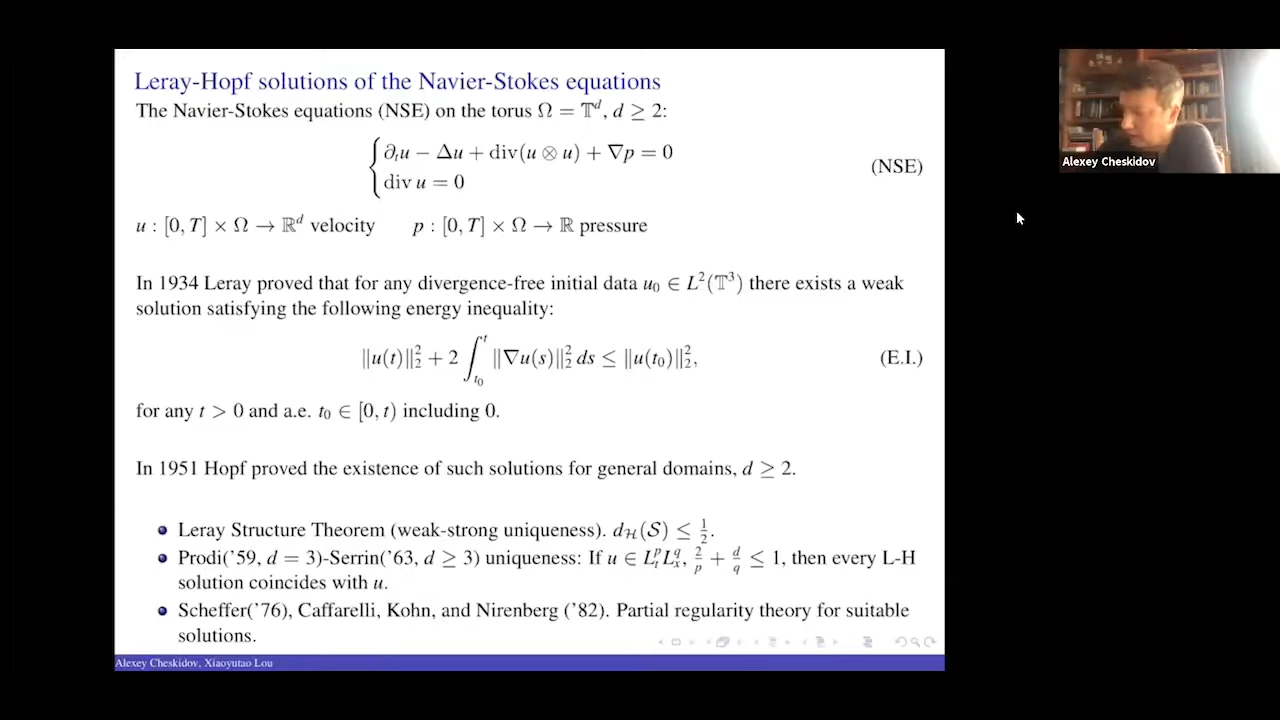 Leray-Hopf solutions of the Navier-Stokes equations
The Navier-Stokes equations (NSE) on the torus Ω = 𝕋^d, d ≥ 2:
∂_t u − Δu + div(u ⊗ u) + ∇p = 0
div u = 0
(NSE)
u : [0, T] × Ω → ℝ^d velocity p : [0, T] × Ω → ℝ pressure
In 1934 Leray proved that for any divergence-free initial data u_0 ∈ L^2(𝕋^3) there exists a weak
solution satisfying the following energy inequality:
‖u(t)‖_2^2 + 2 ∫_{t_0}^t ‖∇u(s)‖_2^2 ds ≤ ‖u(t_0)‖_2^2, (E.I.)
for any t > 0 and a.e. t_0 ∈ [0, t) including 0.
In 1951 Hopf proved the existence of such solutions for general domains, d ≥ 2.
Leray Structure Theorem (weak-strong uniqueness). d_ℋ(𝒮) ≤ 1/2.
Prodi('59, d = 3)-Serrin('63, d ≥ 3) uniqueness: If u ∈ L_t^p L_x^q, 2/p + d/q ≤ 1, then every L-H
solution coincides with u.
Scheffer('76), Caffarelli, Kohn, and Nirenberg ('82). Partial regularity theory for suitable
solutions.
Alexey Cheskidov, Xiaoyutao Lou
Alexey Cheskidov